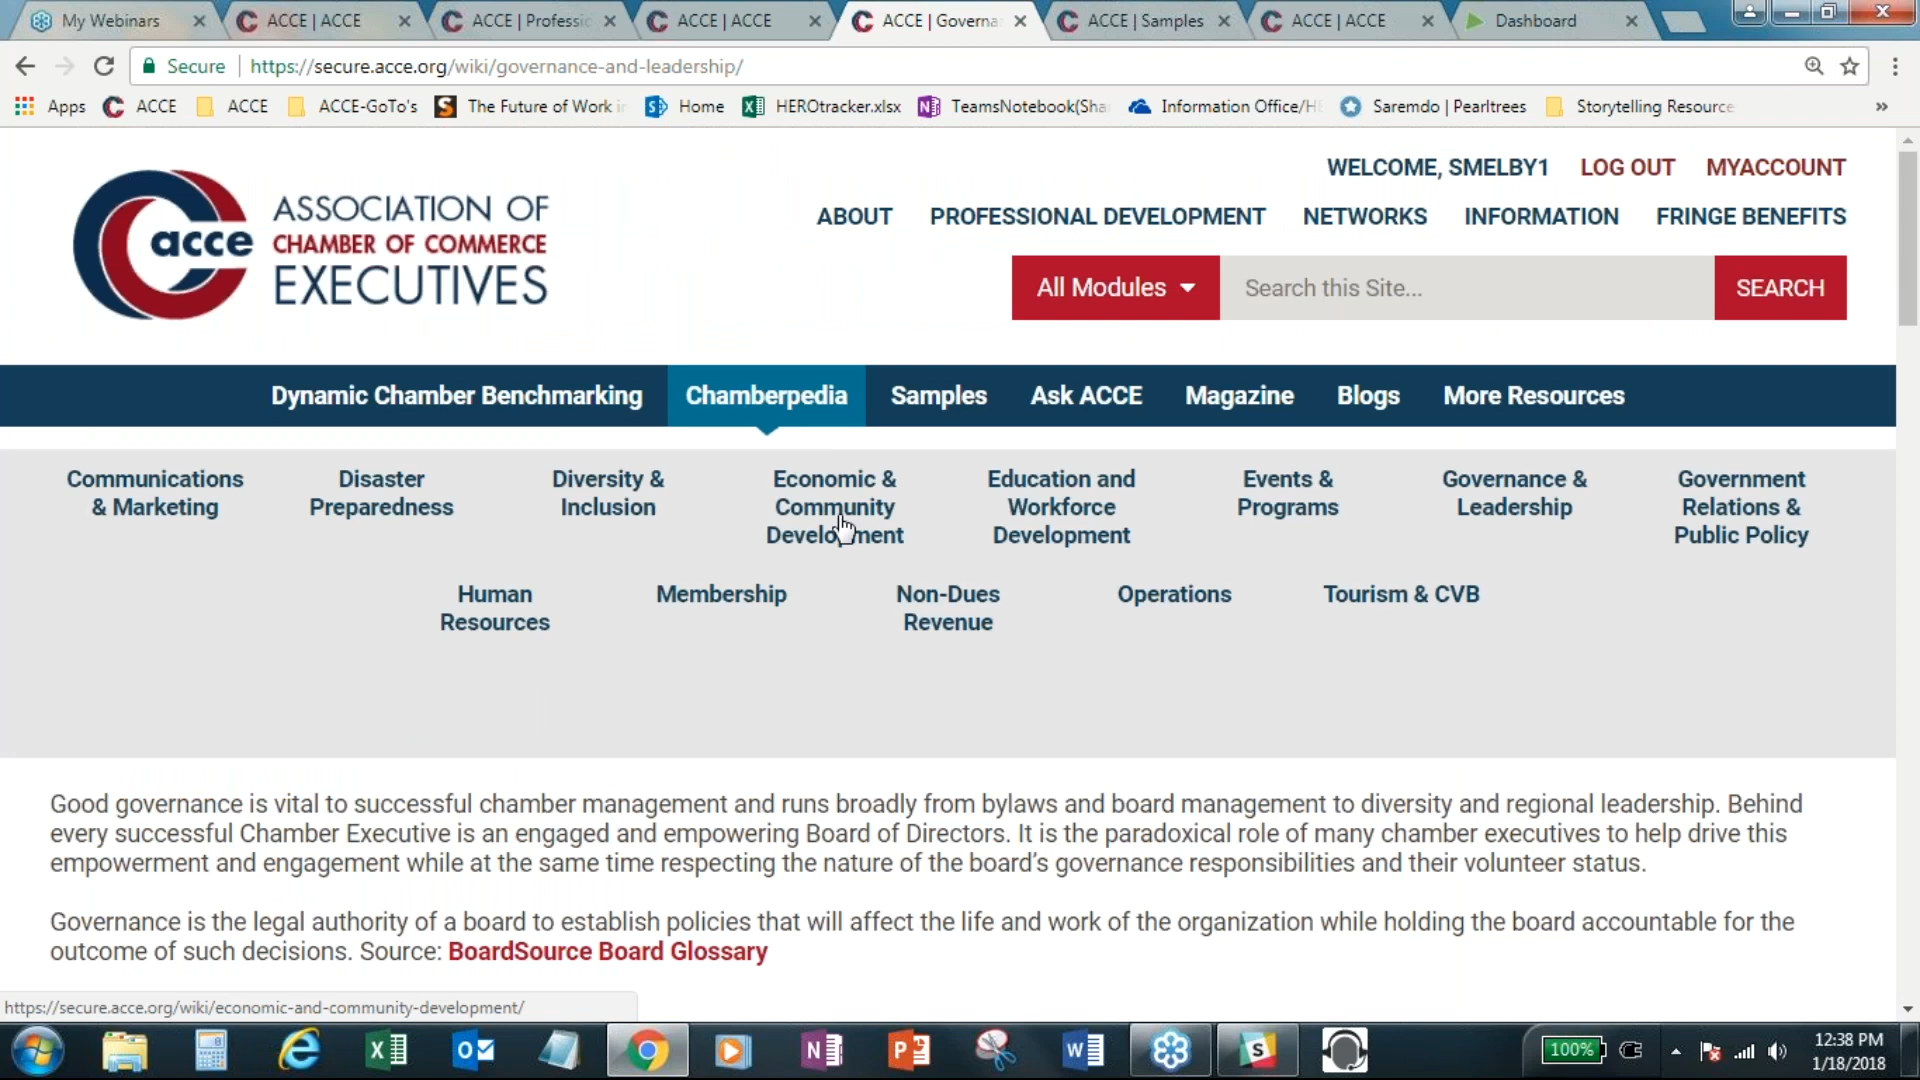 My Webinars
ACCE | ACCE
ACCE | Professio
ACCE | ACCE
ACCE | Governa
ACCE | Samples
ACCE | ACCE
Dashboard
Secure
https://secure.acce.org/wiki/governance-and-leadership/
Apps
ACCE
ACCE
ACCE-GoTo's
The Future of Work in
Home
HEROtracker.xlsx
TeamsNotebook(Sha
Information Office/H
Saremdo | Pearltrees
Storytelling Resource
»
WELCOME, SMELBY1
LOG OUT
MYACCOUNT
acce
ASSOCIATION OF
CHAMBER OF COMMERCE
EXECUTIVES
ABOUT
PROFESSIONAL DEVELOPMENT
NETWORKS
INFORMATION
FRINGE BENEFITS
All Modules
Search this Site...
SEARCH
Dynamic Chamber Benchmarking
Chamberpedia
Samples
Ask ACCE
Magazine
Blogs
More Resources
Communications
& Marketing
Disaster
Preparedness
Diversity &
Inclusion
Economic &
Community
Development
Education and
Workforce
Development
Events &
Programs
Governance &
Leadership
Government
Relations &
Public Policy
Human
Resources
Membership
Non-Dues
Revenue
Operations
Tourism & CVB
Good governance is vital to successful chamber management and runs broadly from bylaws and board management to diversity and regional leadership. Behind
every successful Chamber Executive is an engaged and empowering Board of Directors. It is the paradoxical role of many chamber executives to help drive this
empowerment and engagement while at the same time respecting the nature of the board's governance responsibilities and their volunteer status.
Governance is the legal authority of a board to establish policies that will affect the life and work of the organization while holding the board accountable for the
outcome of such decisions. Source: BoardSource Board Glossary
https://secure.acce.org/wiki/economic-and-community-development/
100%
12:38 PM
1/18/2018